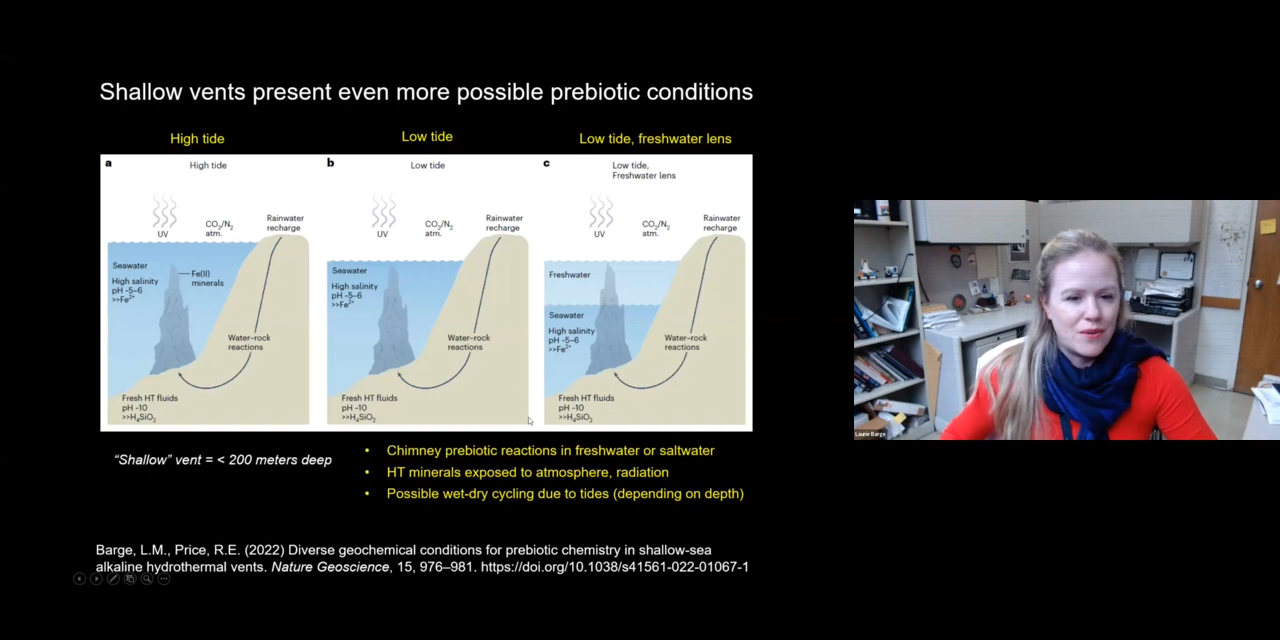 Shallow vents present even more possible prebiotic conditions
High tide
Low tide
Low tide, freshwater lens
a
High tide
UV
CO2/N2
atm.
Rainwater
recharge
Seawater
High salinity
pH ~5–6
>>Fe2+
Fe(II)
minerals
Water–rock
reactions
Fresh HT fluids
pH ~10
>>H4SiO2
b
Low tide
UV
CO2/N2
atm.
Rainwater
recharge
Seawater
High salinity
pH ~5–6
>>Fe2+
Water–rock
reactions
Fresh HT fluids
pH ~10
>>H4SiO2
c
Low tide,
Freshwater lens
UV
CO2/N2
atm.
Rainwater
recharge
Freshwater
Seawater
High salinity
pH ~5–6
>>Fe2+
Water–rock
reactions
Fresh HT fluids
pH ~10
>>H4SiO2
“Shallow” vent = < 200 meters deep
• Chimney prebiotic reactions in freshwater or saltwater
• HT minerals exposed to atmosphere, radiation
• Possible wet-dry cycling due to tides (depending on depth)
Barge, L.M., Price, R.E. (2022) Diverse geochemical conditions for prebiotic chemistry in shallow-sea
alkaline hydrothermal vents. Nature Geoscience, 15, 976–981. https://doi.org/10.1038/s41561-022-01067-1
Laurie Barge